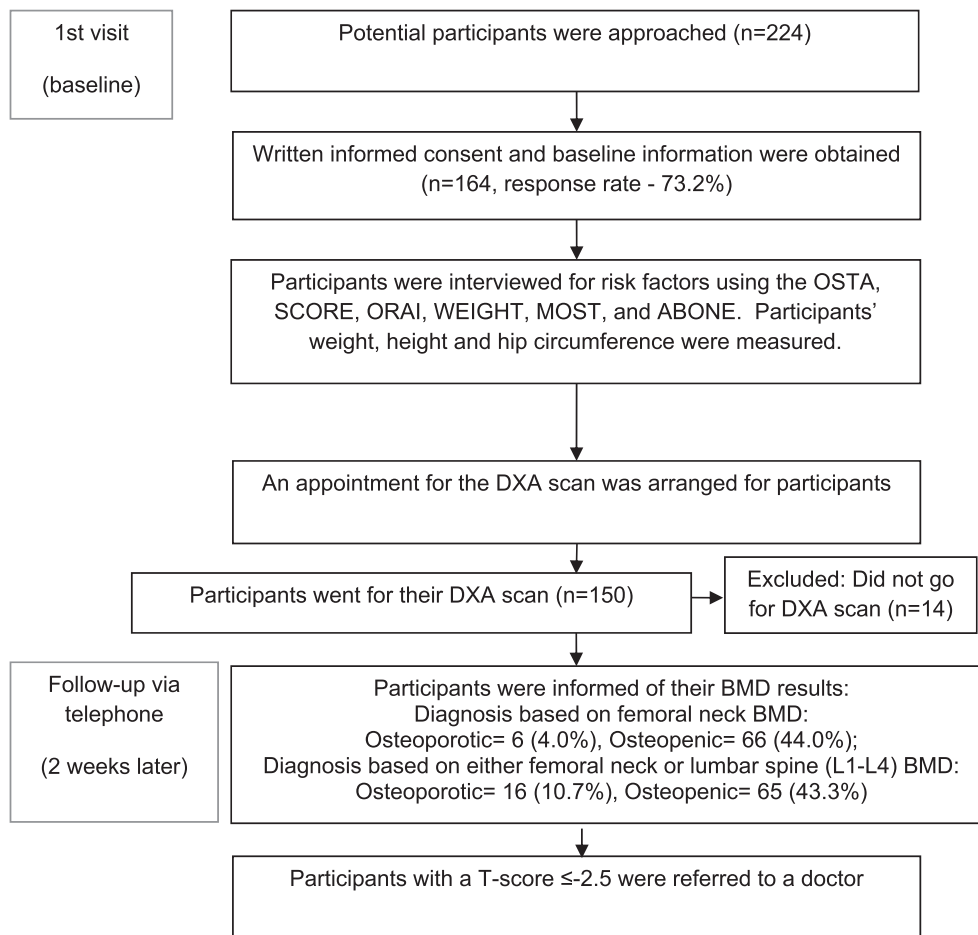 1st visit
(baseline)
Potential participants were approached (n=224)
Written informed consent and baseline information were obtained
(n=164, response rate - 73.2%)
Participants were interviewed for risk factors using the OSTA,
SCORE, ORAI, WEIGHT, MOST, and ABONE.  Participants’
weight, height and hip circumference were measured.
An appointment for the DXA scan was arranged for participants
Participants went for their DXA scan (n=150)
Excluded: Did not go
for DXA scan (n=14)
Follow-up via
telephone
(2 weeks later)
Participants were informed of their BMD results:
Diagnosis based on femoral neck BMD:
Osteoporotic= 6 (4.0%), Osteopenic= 66 (44.0%);
Diagnosis based on either femoral neck or lumbar spine (L1-L4) BMD:
Osteoporotic= 16 (10.7%), Osteopenic= 65 (43.3%)
Participants with a T-score ≤-2.5 were referred to a doctor